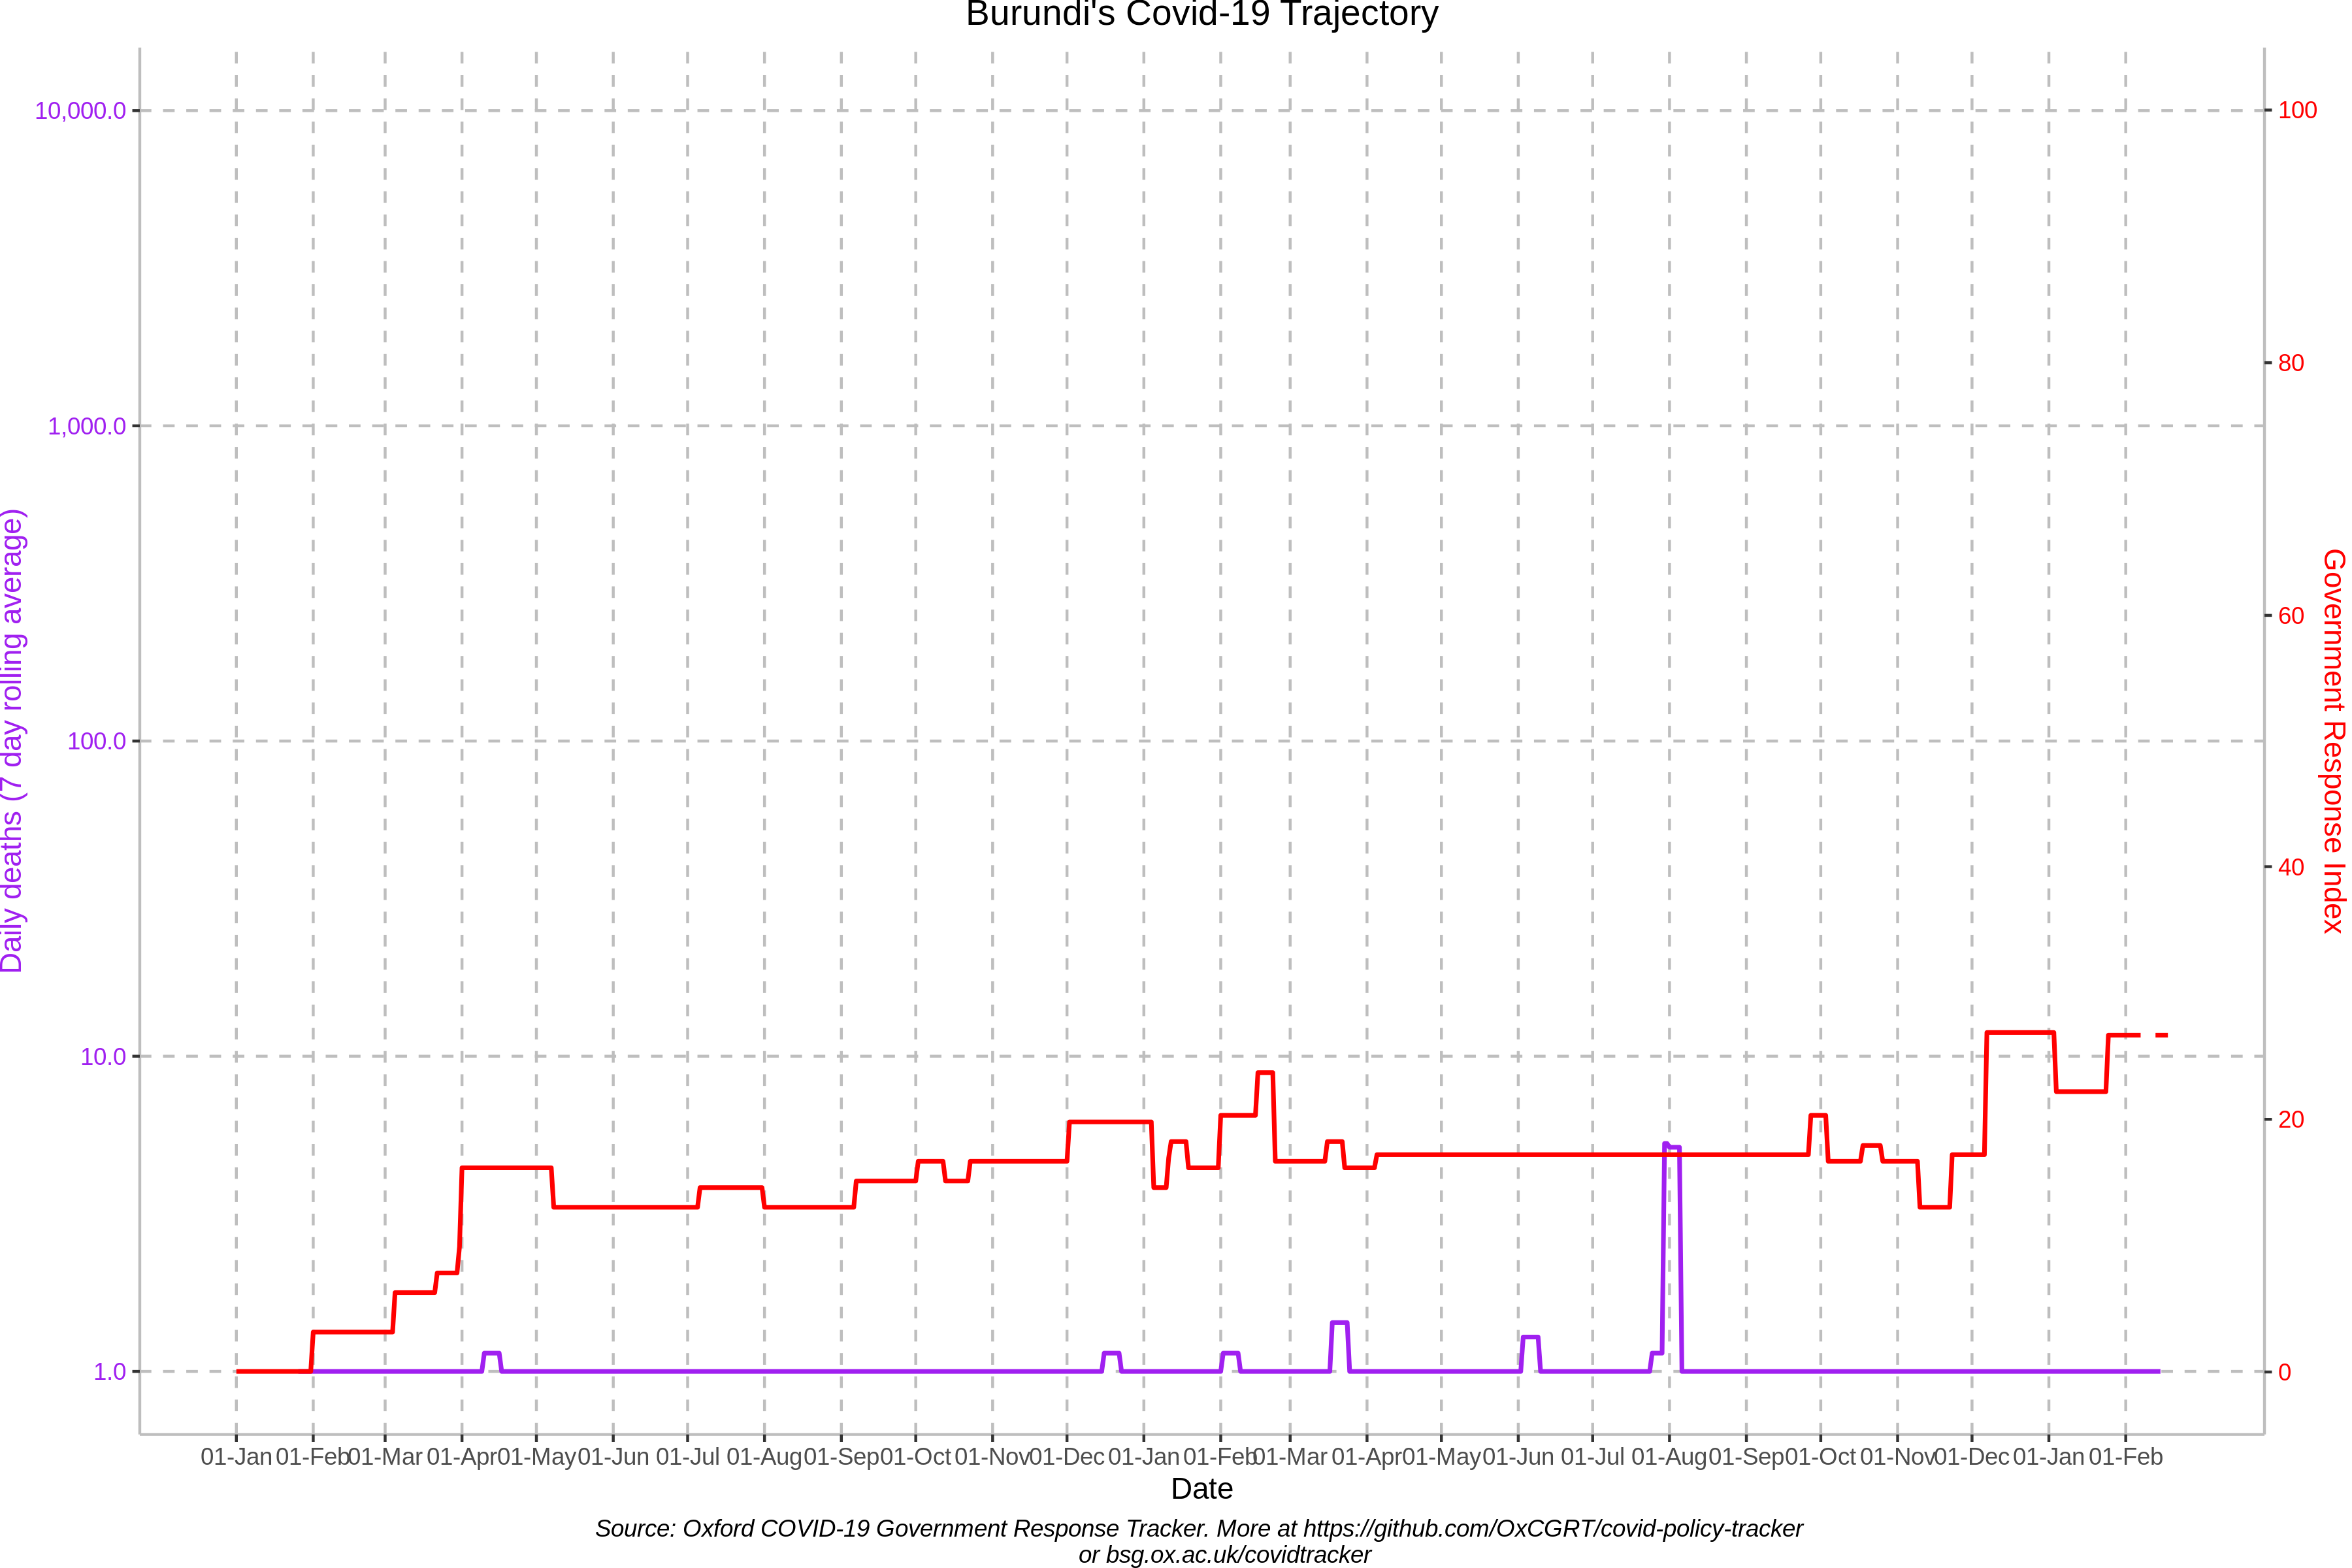 Burundi's Covid-19 Trajectory
10,000.0
1,000.0
100.0
10.0
1.0
Daily deaths (7 day rolling average)
100
80
60
40
20
0
Government Response Index
01-Jan 01-Feb 01-Mar 01-Apr 01-May 01-Jun 01-Jul 01-Aug 01-Sep 01-Oct 01-Nov 01-Dec 01-Jan 01-Feb 01-Mar 01-Apr 01-May 01-Jun 01-Jul 01-Aug 01-Sep 01-Oct 01-Nov 01-Dec 01-Jan 01-Feb
Date
Source: Oxford COVID-19 Government Response Tracker. More at https://github.com/OxCGRT/covid-policy-tracker
or bsg.ox.ac.uk/covidtracker